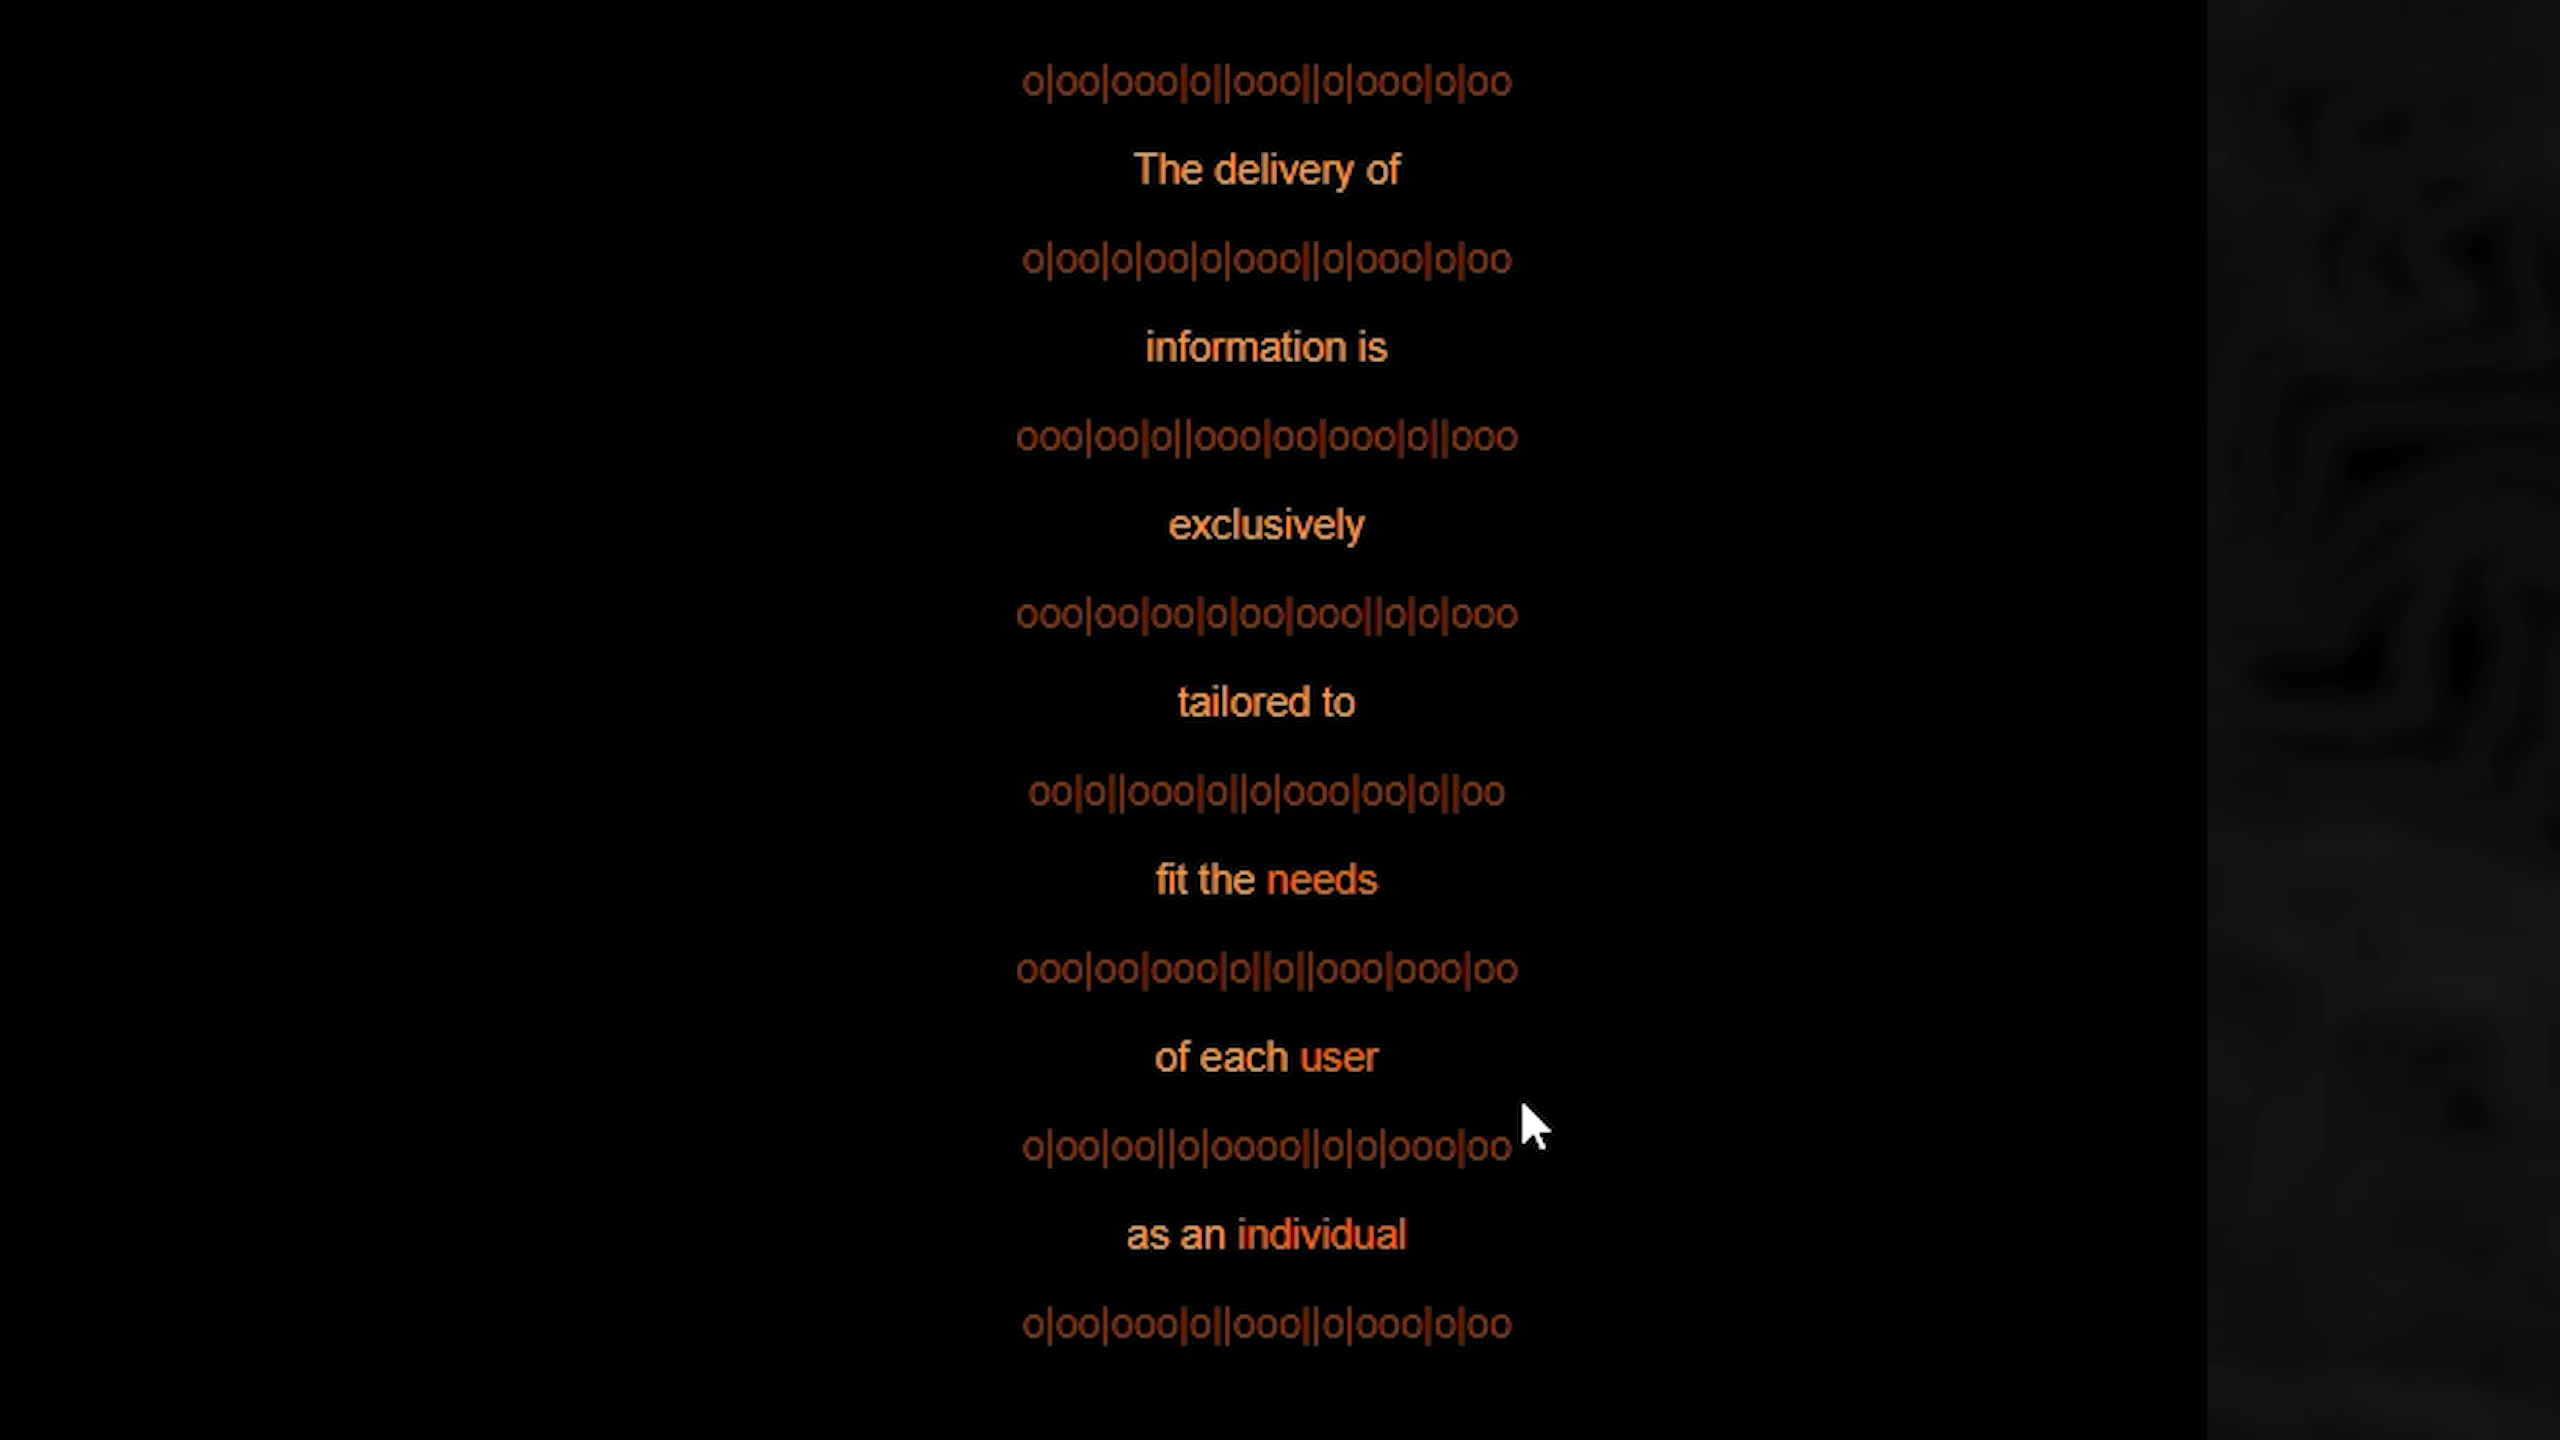 o|oo|ooo|o||ooo||o|ooo|o|oo
The delivery of
o|oo|o|oo|o|ooo||o|ooo|o|oo
information is
ooo|oo|o||ooo|oo|ooo|o||ooo
exclusively
ooo|oo|oo|o|oo|ooo||o|o|ooo
tailored to
oo|o||ooo|o||o|ooo|oo|o||oo
fit the needs
ooo|oo|ooo|o||o||ooo|ooo|oo
of each user
o|oo|oo||o|oooo||o|o|ooo|oo
as an individual
o|oo|ooo|o||ooo||o|ooo|o|oo